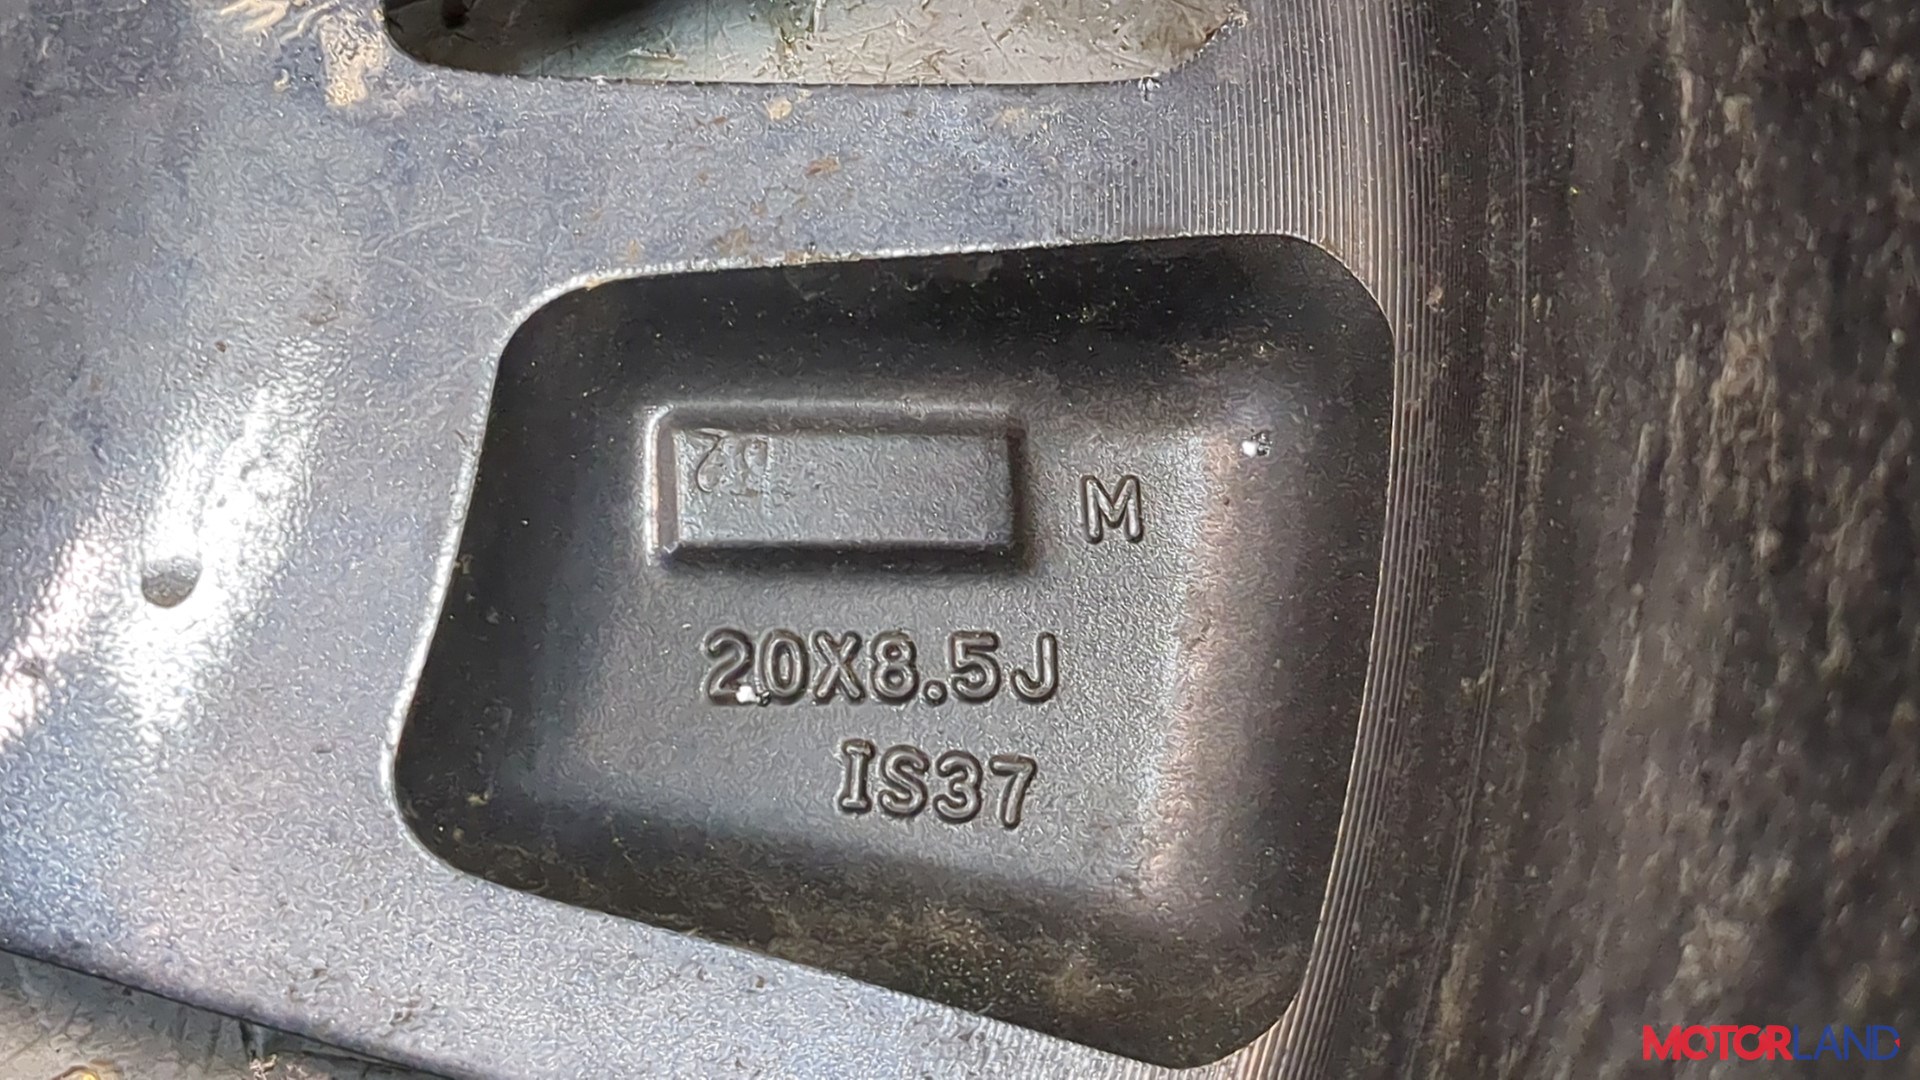 M
20X8.5J
IS37
MOTORLAND